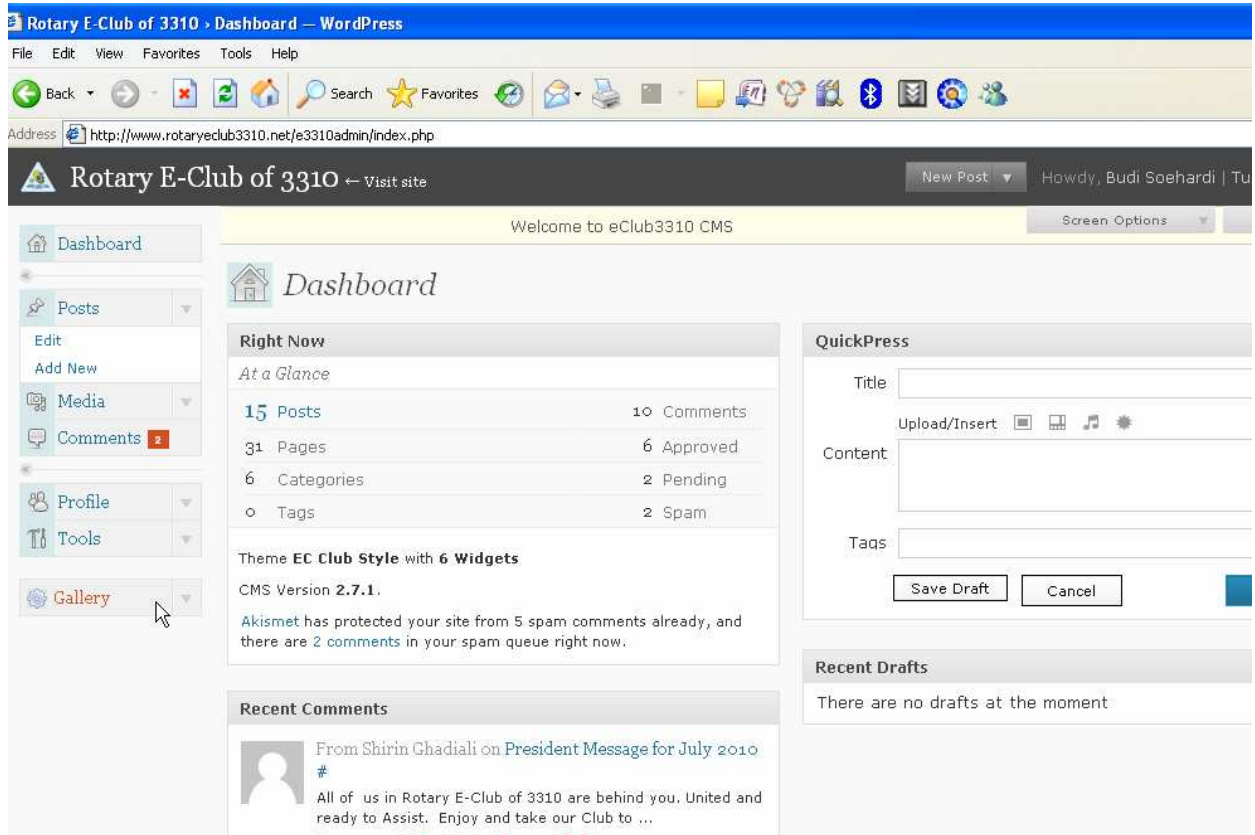 Rotary E-Club of 3310 › Dashboard — WordPress
File Edit View Favorites Tools Help
Back Search Favorites
Address http://www.rotaryeclub3310.net/e3310admin/index.php
Rotary E-Club of 3310 ← Visit site New Post Howdy, Budi Soehardi | Tu
Welcome to eClub3310 CMS Screen Options
Dashboard
Posts
Edit
Add New
Media
Comments 2
Profile
Tools
Gallery
Dashboard
Right Now
At a Glance
15 Posts 10 Comments
31 Pages 6 Approved
6 Categories 2 Pending
0 Tags 2 Spam
Theme EC Club Style with 6 Widgets
CMS Version 2.7.1.
Akismet has protected your site from 5 spam comments already, and
there are 2 comments in your spam queue right now.
Recent Comments
From Shirin Ghadiali on President Message for July 2010
#
All of us in Rotary E-Club of 3310 are behind you. United and
ready to Assist. Enjoy and take our Club to ...
QuickPress
Title
Upload/Insert
Content
Tags
Save Draft Cancel
Recent Drafts
There are no drafts at the moment